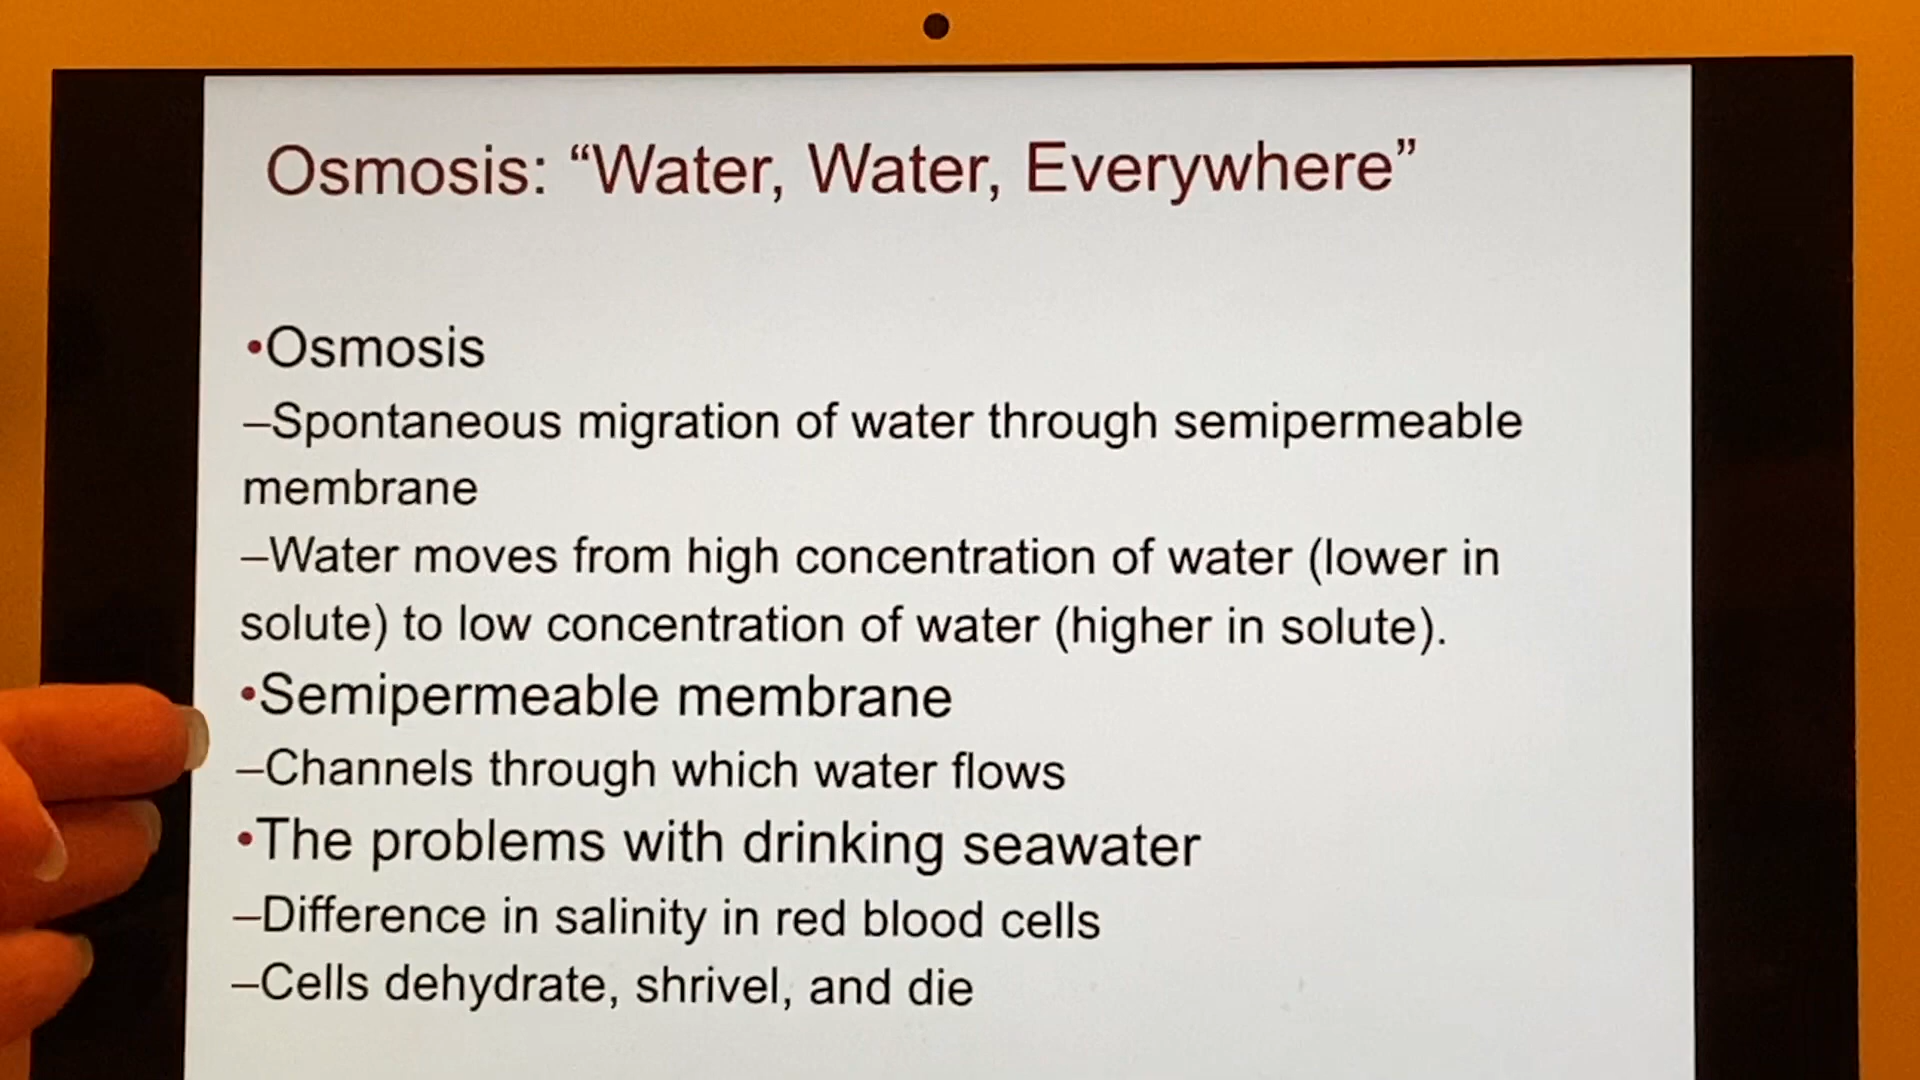 Osmosis: “Water, Water, Everywhere”
•Osmosis
–Spontaneous migration of water through semipermeable
membrane
–Water moves from high concentration of water (lower in
solute) to low concentration of water (higher in solute).
•Semipermeable membrane
–Channels through which water flows
•The problems with drinking seawater
–Difference in salinity in red blood cells
–Cells dehydrate, shrivel, and die